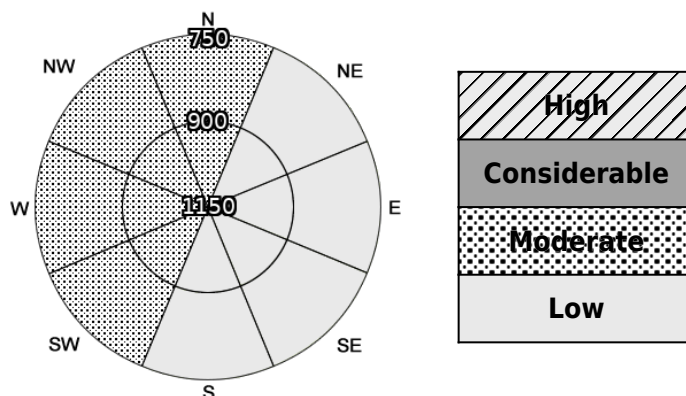 N
750
NW
NE
900
W
1150
E
SW
SE
S
High
Considerable
Moderate
Low